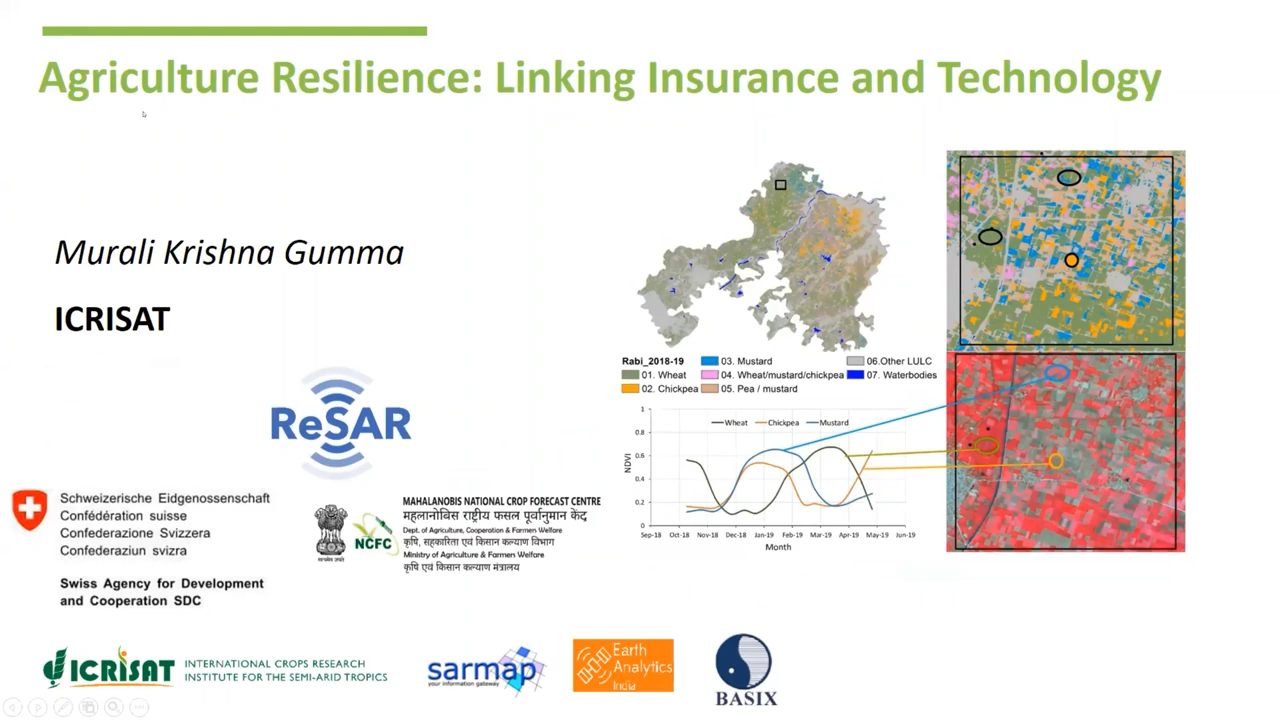 Agriculture Resilience: Linking Insurance and Technology
Murali Krishna Gumma
ICRISAT
ReSAR
Schweizerische Eidgenossenschaft
Confédération suisse
Confederazione Svizzera
Confederaziun svizra
Swiss Agency for Development
and Cooperation SDC
सत्यमेव जयते
NCFC
MAHALANOBIS NATIONAL CROP FORECAST CENTRE
महालनोबिस राष्ट्रीय फसल पूर्वानुमान केंद्र
Dept. of Agriculture, Cooperation & Farmen Welfare
कृषि, सहकारिता एवं किसान कल्याण विभाग
Ministry of Agriculture & Farmen Welfare
कृषि एवं किसान कल्याण मंत्रालय
Rabi_2018-19
03. Mustard
06.Other LULC
01. Wheat
04. Wheat/mustard/chickpea
07. Waterbodies
02. Chickpea
05. Pea / mustard
Wheat Chickpea Mustard
NDVI
1
0.8
0.6
0.4
0.2
0
Sep-18 Oct-18 Nov-18 Dec-18 Jan-19 Feb-19 Mar-19 Apr-19 May-19 Jun-19
Month
ICRISAT
INTERNATIONAL CROPS RESEARCH
INSTITUTE FOR THE SEMI-ARID TROPICS
sarmap
your information gateway
Earth
Analytics
India
BASIX